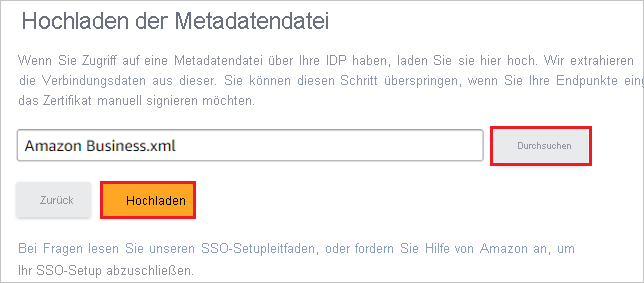 Hochladen der Metadatendatei
Wenn Sie Zugriff auf eine Metadatendatei über Ihre IDP haben, laden Sie sie hier hoch. Wir extrahieren
die Verbindungsdaten aus dieser. Sie können diesen Schritt überspringen, wenn Sie Ihre Endpunkte
das Zertifikat manuell signieren möchten.
Amazon Business.xml
Durchsuchen
Zurück
Hochladen
Bei Fragen lesen Sie unseren SSO-Setupleitfaden, oder fordern Sie Hilfe von Amazon an, um
Ihr SSO-Setup abzuschließen.